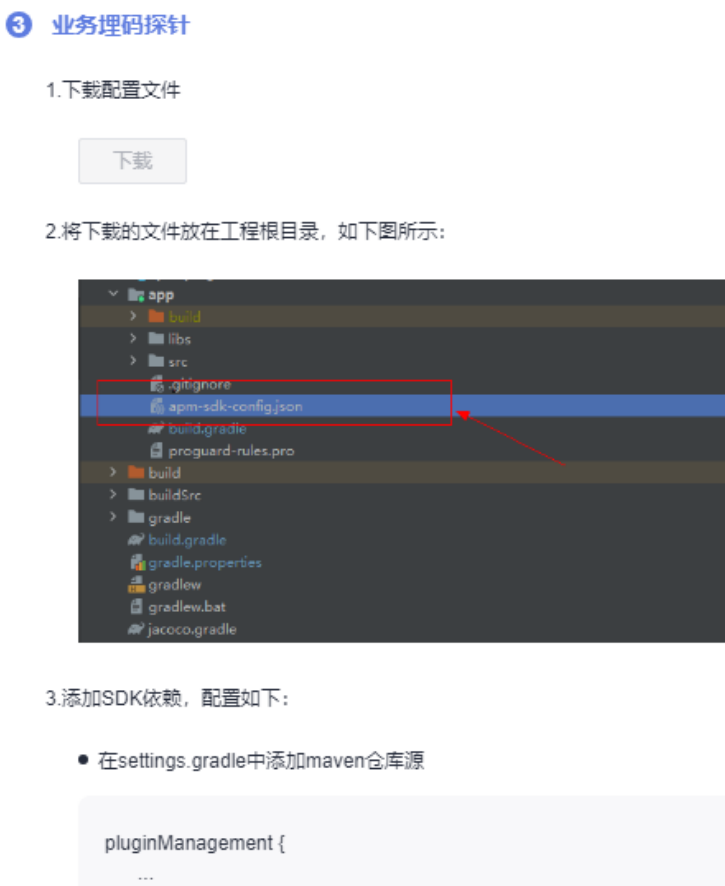 3 业务埋码探针
1.下载配置文件
下载
2.将下载的文件放在工程根目录，如下图所示：
app
build
libs
src
.gitignore
apm-sdk-config.json
build.gradle
proguard-rules.pro
build
buildSrc
gradle
build.gradle
gradle.properties
gradlew
gradlew.bat
jacoco.gradle
3.添加SDK依赖，配置如下：
● 在settings.gradle中添加maven仓库源
pluginManagement {
...